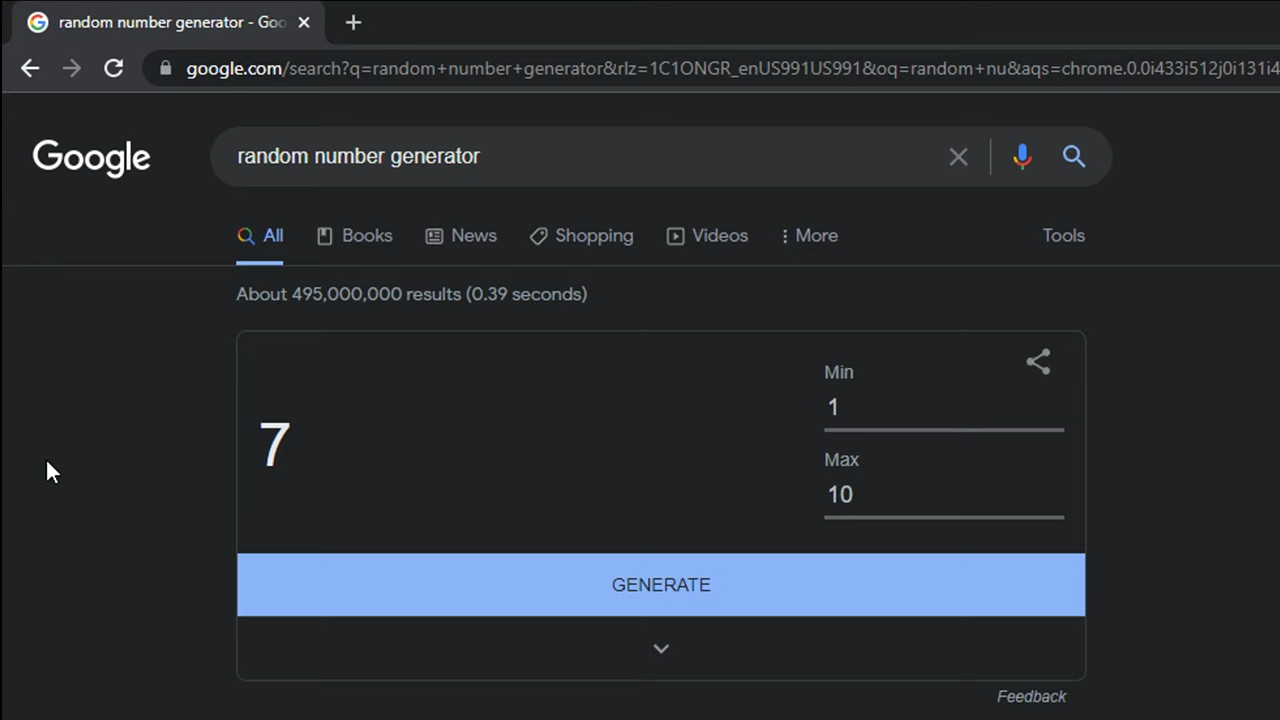 random number generator - Goo
google.com/search?q=random+number+generator&rlz=1C1ONGR_enUS991US991&oq=random+nu&aqs=chrome.0.0i433i512j0i131i4
Google
random number generator
All Books News Shopping Videos More Tools
About 495,000,000 results (0.39 seconds)
Min
1
7
Max
10
GENERATE
Feedback